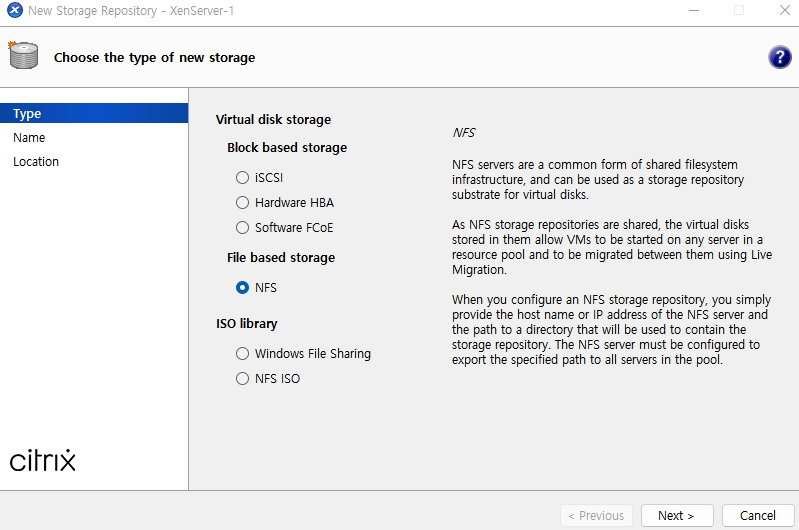 New Storage Repository - XenServer-1
Choose the type of new storage
?
Type
Name
Location
Virtual disk storage
Block based storage
iSCSI
Hardware HBA
Software FCoE
File based storage
NFS
ISO library
Windows File Sharing
NFS ISO
NFS
NFS servers are a common form of shared filesystem
infrastructure, and can be used as a storage repository
substrate for virtual disks.
As NFS storage repositories are shared, the virtual disks
stored in them allow VMs to be started on any server in a
resource pool and to be migrated between them using Live
Migration.
When you configure an NFS storage repository, you simply
provide the host name or IP address of the NFS server and
the path to a directory that will be used to contain the
storage repository. The NFS server must be configured to
export the specified path to all servers in the pool.
citrix
< Previous
Next >
Cancel